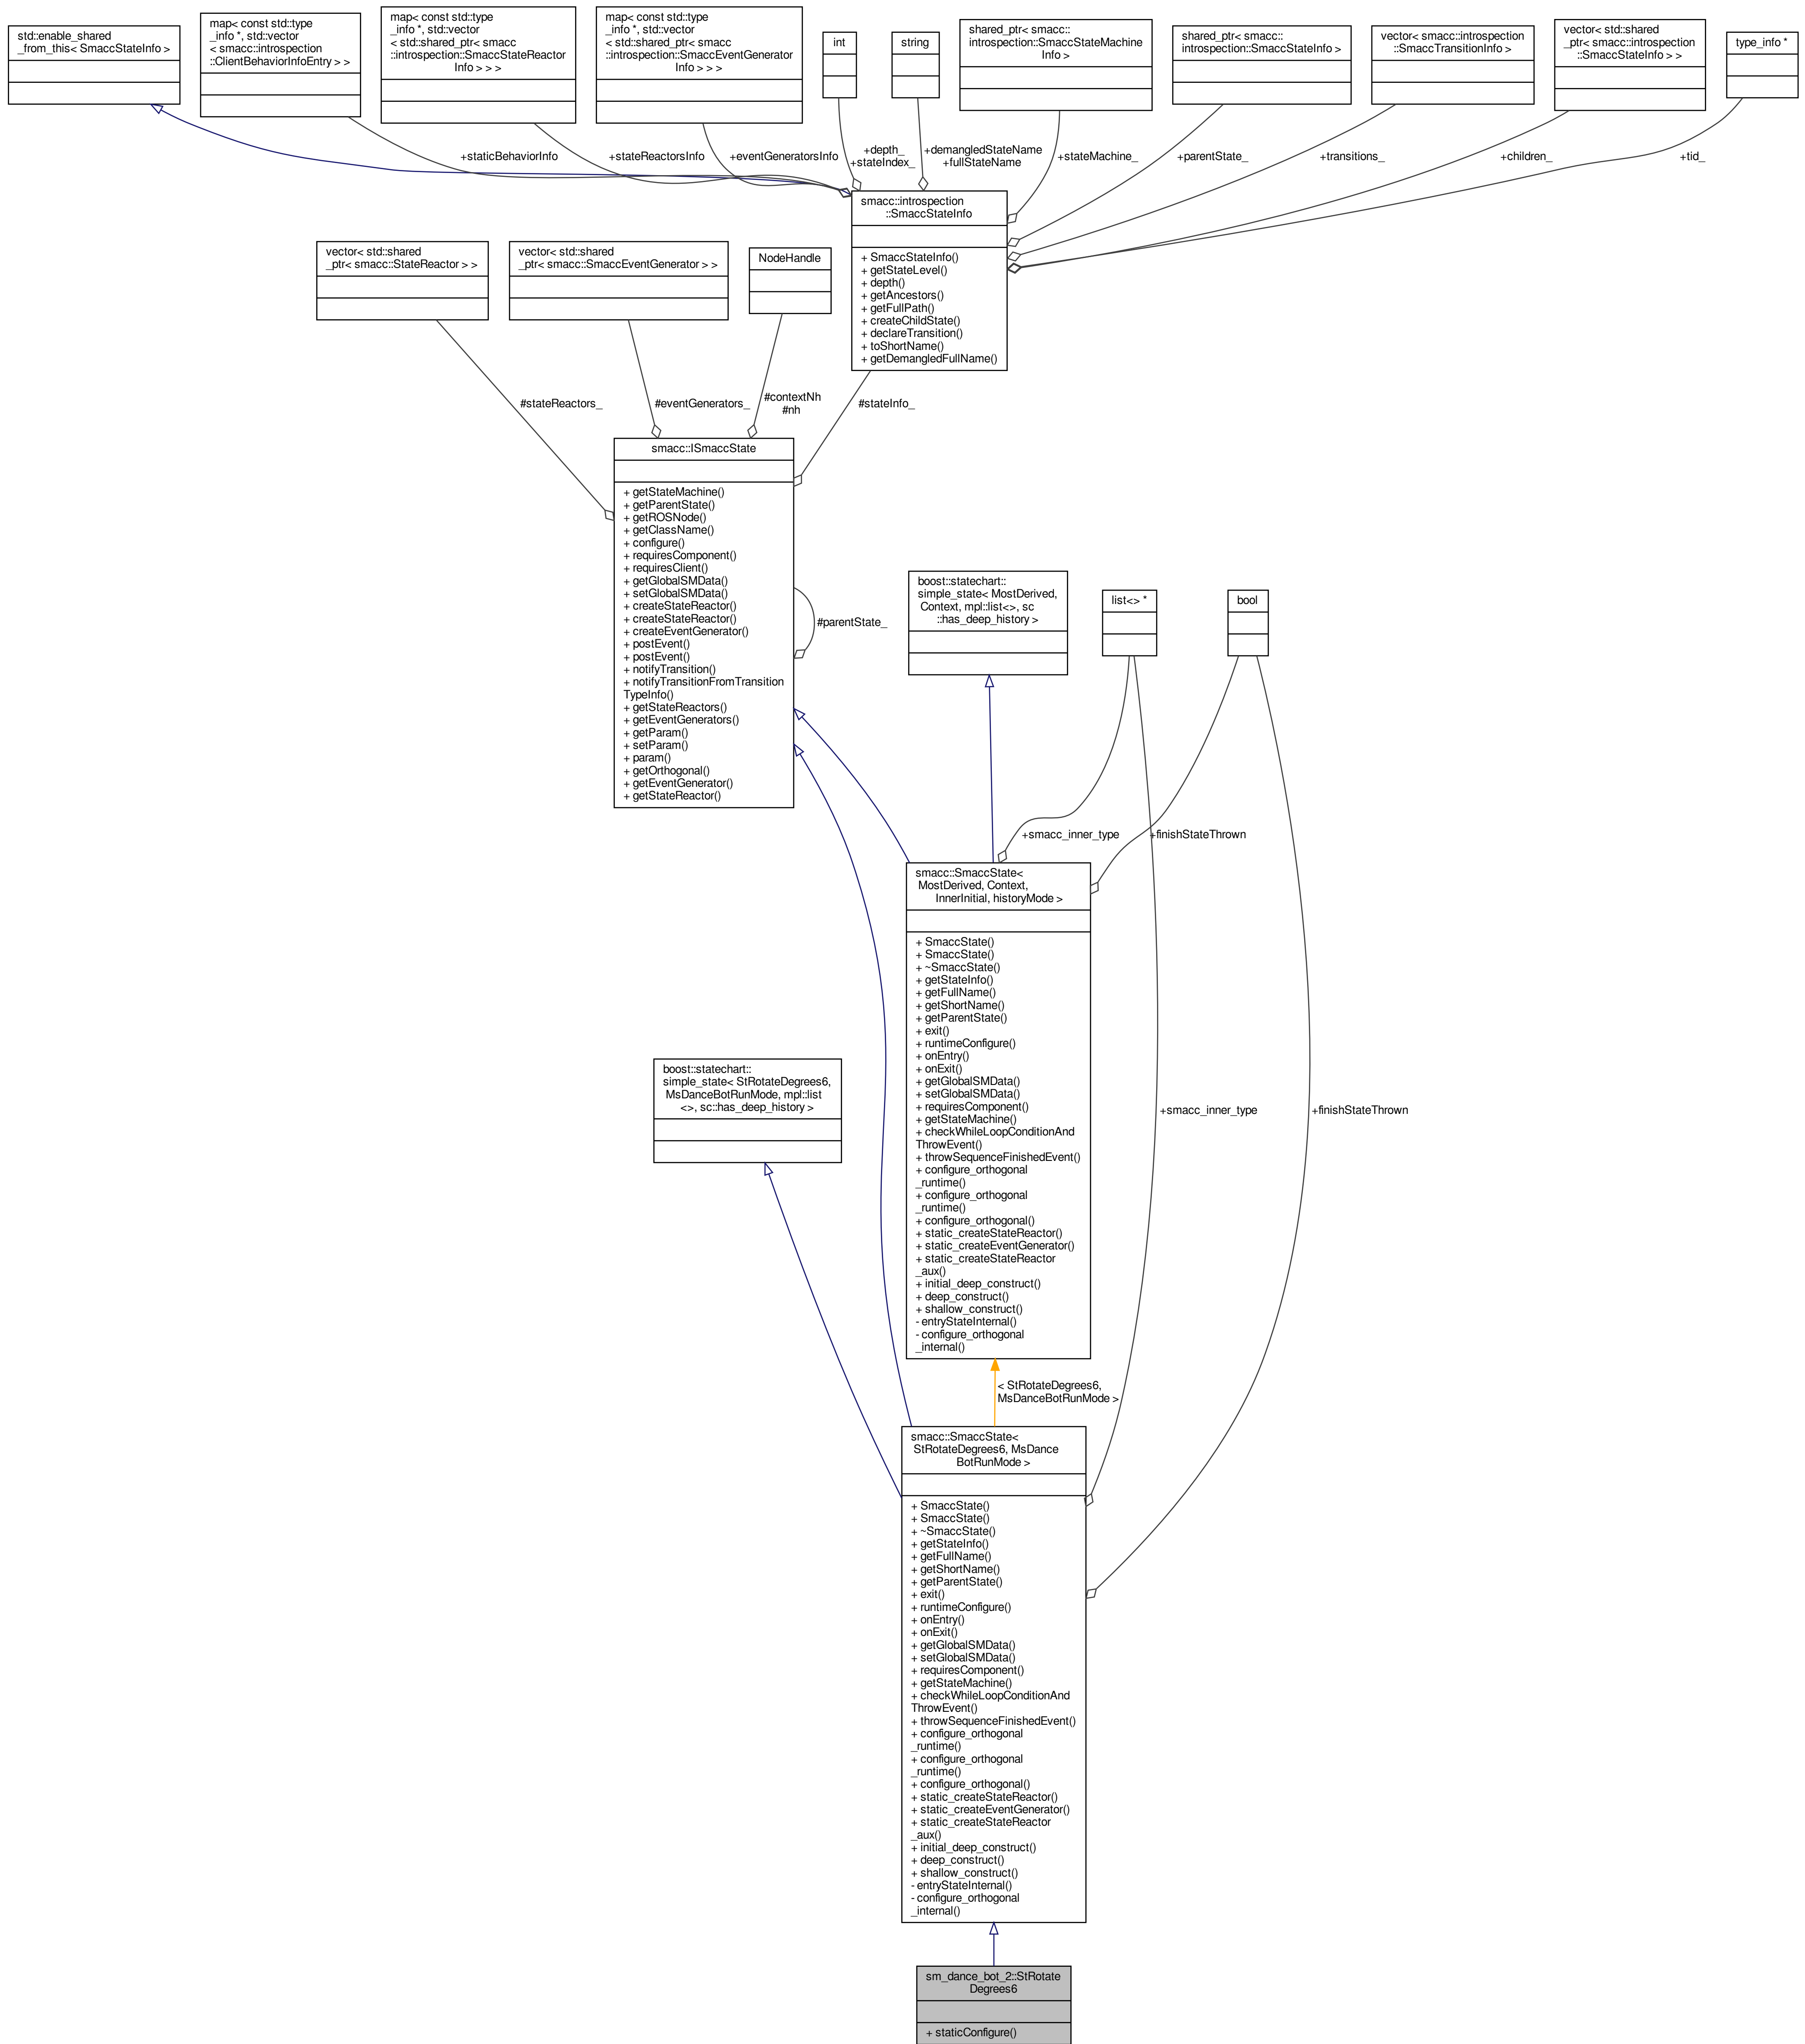 std::enable_shared
_from_this< SmaccStateInfo >
map< const std::type
_info *, std::vector
< smacc::introspection
::ClientBehaviorInfoEntry > >
map< const std::type
_info *, std::vector
< std::shared_ptr< smacc
::introspection::SmaccStateReactor
Info > > >
map< const std::type
_info *, std::vector
< std::shared_ptr< smacc
::introspection::SmaccEventGenerator
Info > > >
int
string
shared_ptr< smacc::
introspection::SmaccStateMachine
Info >
shared_ptr< smacc::
introspection::SmaccStateInfo >
vector< smacc::introspection
::SmaccTransitionInfo >
vector< std::shared
_ptr< smacc::introspection
::SmaccStateInfo > >
type_info *
+staticBehaviorInfo
+stateReactorsInfo
+eventGeneratorsInfo
+depth_
+stateIndex_
+demangledStateName
+fullStateName
+stateMachine_
+parentState_
+transitions_
+children_
+tid_
smacc::introspection
::SmaccStateInfo
+ SmaccStateInfo()
+ getStateLevel()
+ depth()
+ getAncestors()
+ getFullPath()
+ createChildState()
+ declareTransition()
+ toShortName()
+ getDemangledFullName()
vector< std::shared
_ptr< smacc::StateReactor > >
vector< std::shared
_ptr< smacc::SmaccEventGenerator > >
NodeHandle
#stateReactors_
#eventGenerators_
#contextNh
#nh
#stateInfo_
smacc::ISmaccState
+ getStateMachine()
+ getParentState()
+ getROSNode()
+ getClassName()
+ configure()
+ requiresComponent()
+ requiresClient()
+ getGlobalSMData()
+ setGlobalSMData()
+ createStateReactor()
+ createStateReactor()
+ createEventGenerator()
+ postEvent()
+ postEvent()
+ notifyTransition()
+ notifyTransitionFromTransition
TypeInfo()
+ getStateReactors()
+ getEventGenerators()
+ getParam()
+ setParam()
+ param()
+ getOrthogonal()
+ getEventGenerator()
+ getStateReactor()
#parentState_
boost::statechart::
simple_state< MostDerived,
Context, mpl::list<>, sc
::has_deep_history >
list<> *
bool
+smacc_inner_type
+finishStateThrown
smacc::SmaccState<
MostDerived, Context,
InnerInitial, historyMode >
+ SmaccState()
+ SmaccState()
+ ~SmaccState()
+ getStateInfo()
+ getFullName()
+ getShortName()
+ getParentState()
+ exit()
+ runtimeConfigure()
+ onEntry()
+ onExit()
+ getGlobalSMData()
+ setGlobalSMData()
+ requiresComponent()
+ getStateMachine()
+ checkWhileLoopConditionAnd
ThrowEvent()
+ throwSequenceFinishedEvent()
+ configure_orthogonal
_runtime()
+ configure_orthogonal
_runtime()
+ configure_orthogonal()
+ static_createStateReactor()
+ static_createEventGenerator()
+ static_createStateReactor
_aux()
+ initial_deep_construct()
+ deep_construct()
+ shallow_construct()
- entryStateInternal()
- configure_orthogonal
_internal()
boost::statechart::
simple_state< StRotateDegrees6,
MsDanceBotRunMode, mpl::list
<>, sc::has_deep_history >
+smacc_inner_type
+finishStateThrown
< StRotateDegrees6,
MsDanceBotRunMode >
smacc::SmaccState<
StRotateDegrees6, MsDance
BotRunMode >
+ SmaccState()
+ SmaccState()
+ ~SmaccState()
+ getStateInfo()
+ getFullName()
+ getShortName()
+ getParentState()
+ exit()
+ runtimeConfigure()
+ onEntry()
+ onExit()
+ getGlobalSMData()
+ setGlobalSMData()
+ requiresComponent()
+ getStateMachine()
+ checkWhileLoopConditionAnd
ThrowEvent()
+ throwSequenceFinishedEvent()
+ configure_orthogonal
_runtime()
+ configure_orthogonal
_runtime()
+ configure_orthogonal()
+ static_createStateReactor()
+ static_createEventGenerator()
+ static_createStateReactor
_aux()
+ initial_deep_construct()
+ deep_construct()
+ shallow_construct()
- entryStateInternal()
- configure_orthogonal
_internal()
sm_dance_bot_2::StRotate
Degrees6
+ staticConfigure()